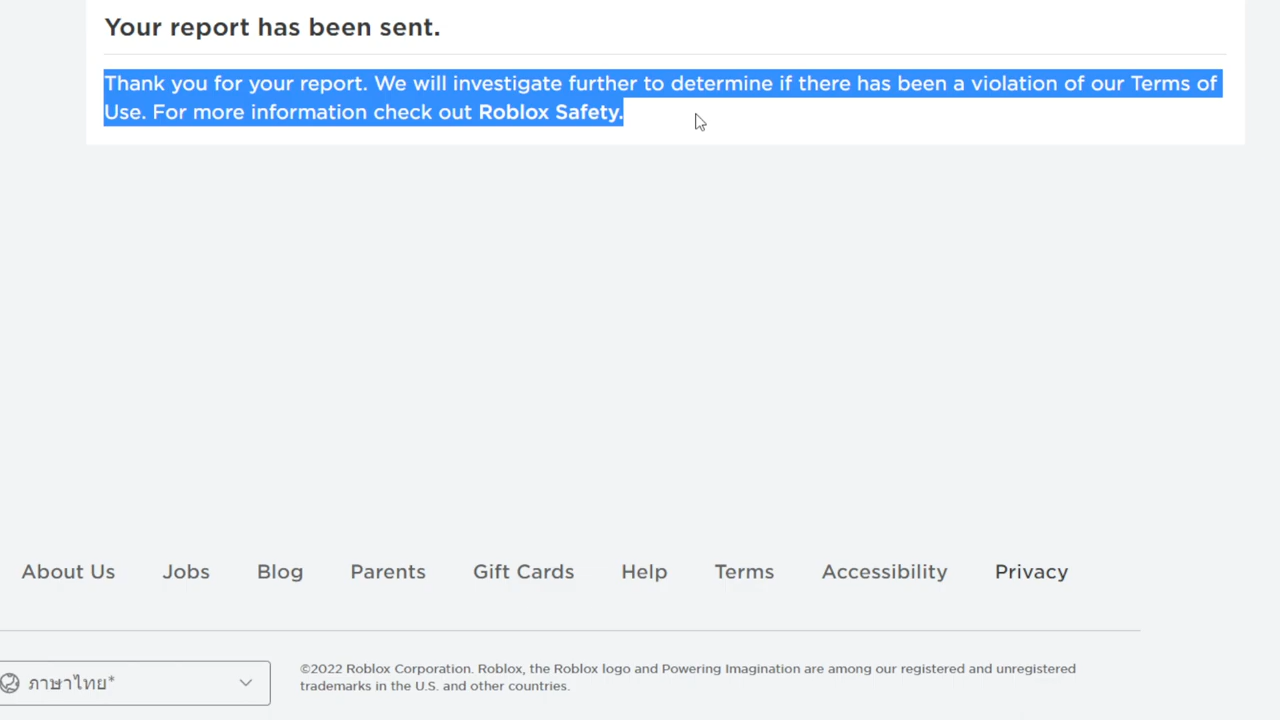 Your report has been sent.
Thank you for your report. We will investigate further to determine if there has been a violation of our Terms of
Use. For more information check out Roblox Safety.
About Us Jobs Blog Parents Gift Cards Help Terms Accessibility Privacy
ภาษาไทย*
©2022 Roblox Corporation. Roblox, the Roblox logo and Powering Imagination are among our registered and unregistered
trademarks in the U.S. and other countries.